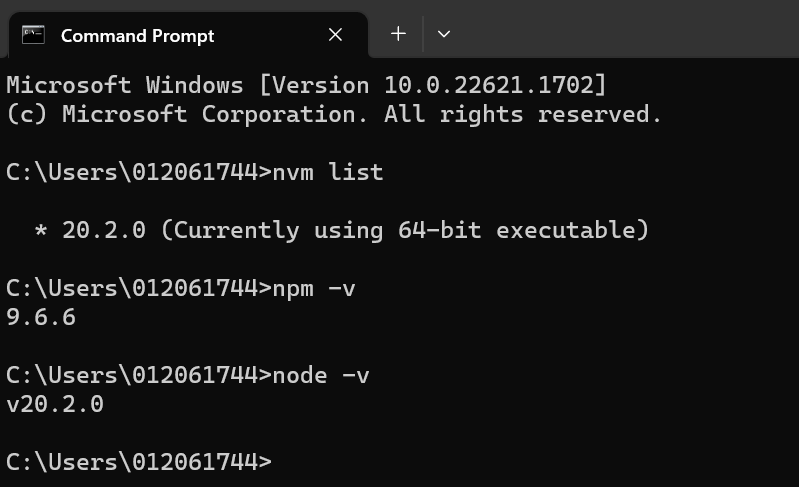 Command Prompt
Microsoft Windows [Version 10.0.22621.1702]
(c) Microsoft Corporation. All rights reserved.
C:\Users\012061744>nvm list
* 20.2.0 (Currently using 64-bit executable)
C:\Users\012061744>npm -v
9.6.6
C:\Users\012061744>node -v
v20.2.0
C:\Users\012061744>